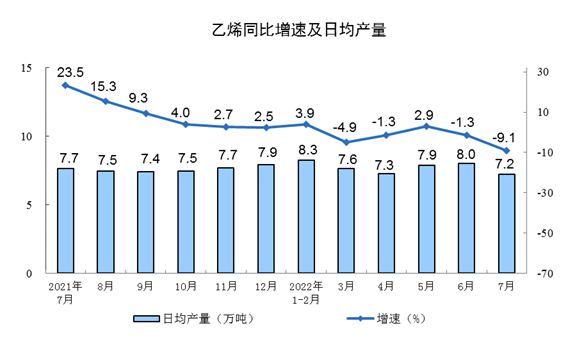 乙烯同比增速及日均产量
15
10
5
0
30
10
-10
-30
-50
-70
23.5
15.3
9.3
4.0
2.7
2.5
3.9
-4.9
-1.3
2.9
-1.3
-9.1
7.7
7.5
7.4
7.5
7.7
7.9
8.3
7.6
7.3
7.9
8.0
7.2
2021年
7月
8月
9月
10月
11月
12月
2022年
1-2月
3月
4月
5月
6月
7月
日均产量（万吨）
增速（%）